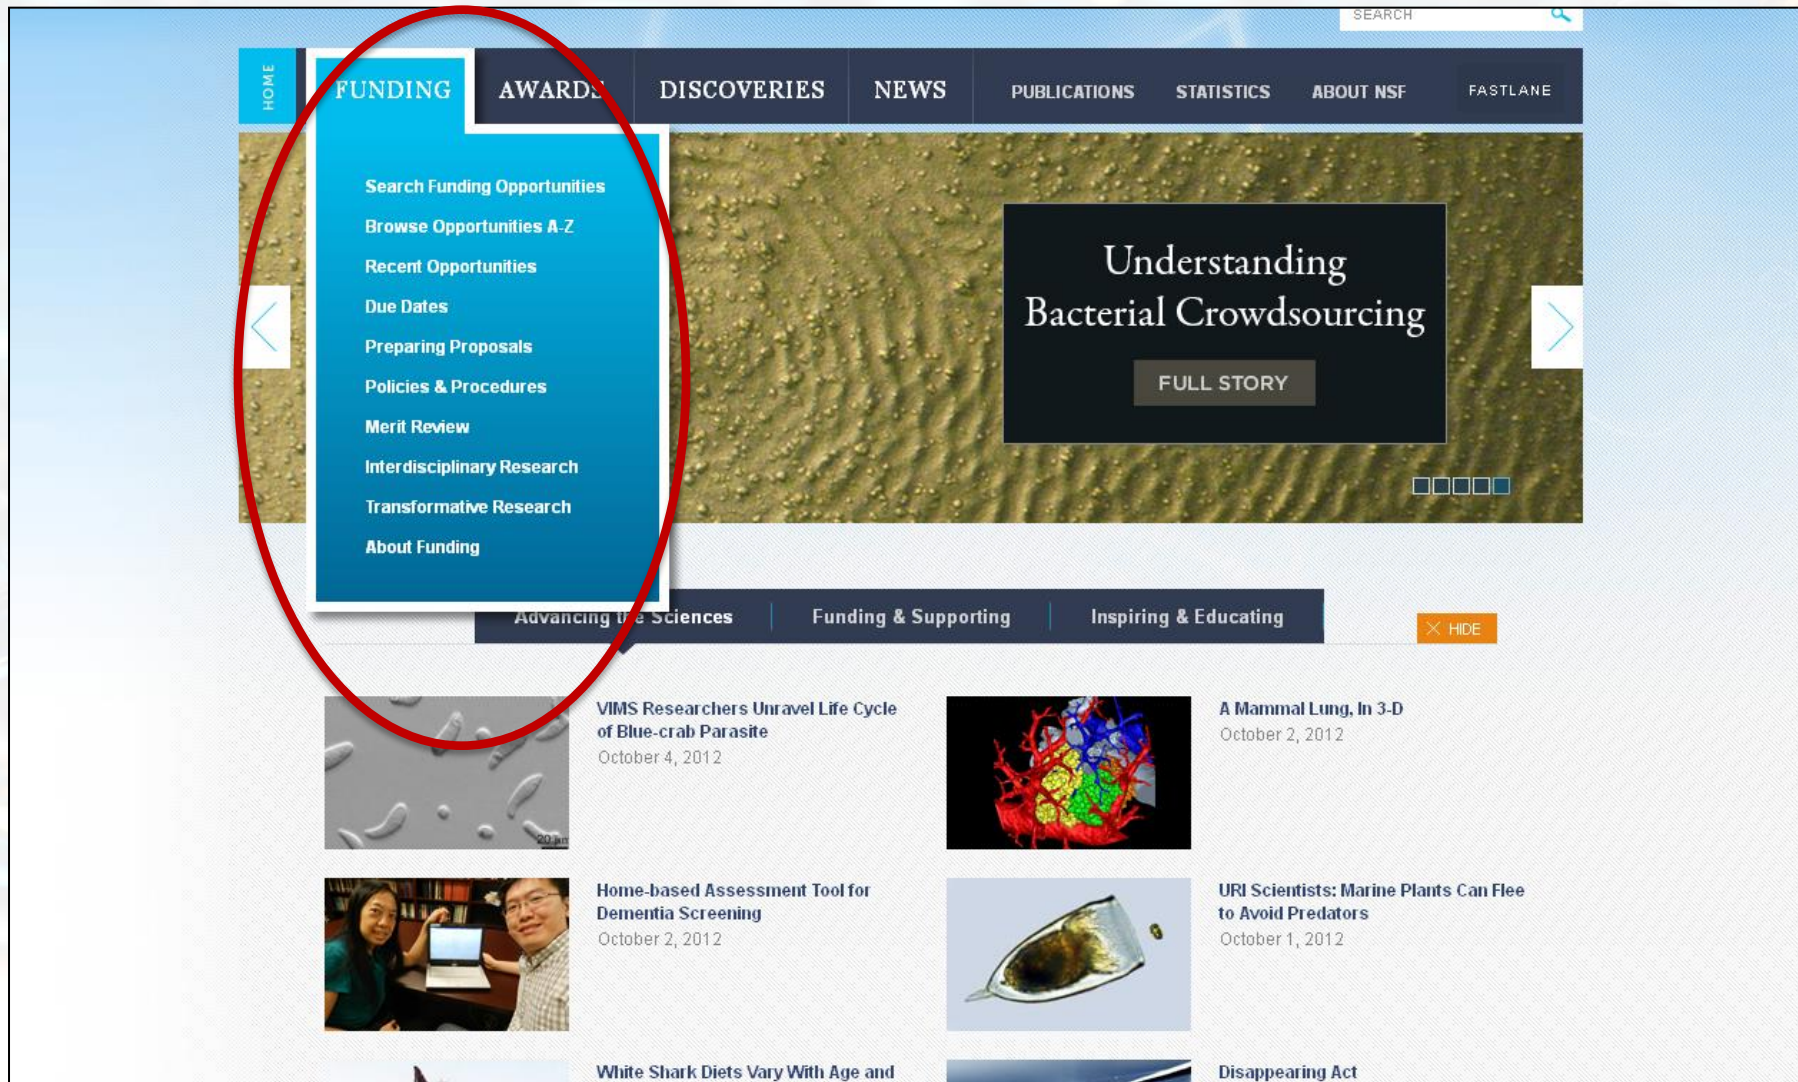 SEARCH
HOME
FUNDING
AWARDS
DISCOVERIES
NEWS
PUBLICATIONS
STATISTICS
ABOUT NSF
FASTLANE
Search Funding Opportunities
Browse Opportunities A-Z
Recent Opportunities
Due Dates
Preparing Proposals
Policies & Procedures
Merit Review
Interdisciplinary Research
Transformative Research
About Funding
Understanding
Bacterial Crowdsourcing
FULL STORY
Advancing the Sciences
Funding & Supporting
Inspiring & Educating
HIDE
VIMS Researchers Unravel Life Cycle
of Blue-crab Parasite
October 4, 2012
20 µm
A Mammal Lung, In 3-D
October 2, 2012
Home-based Assessment Tool for
Dementia Screening
October 2, 2012
URI Scientists: Marine Plants Can Flee
to Avoid Predators
October 1, 2012
White Shark Diets Vary With Age and
Disappearing Act